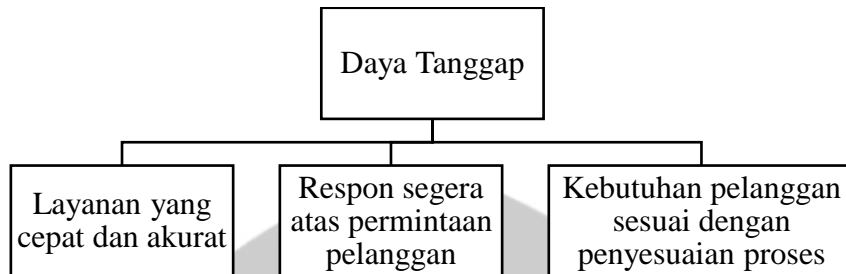 Daya Tanggap
Layanan yang
cepat dan akurat
Respon segera
atas permintaan
pelanggan
Kebutuhan pelanggan
sesuai dengan
penyesuaian proses